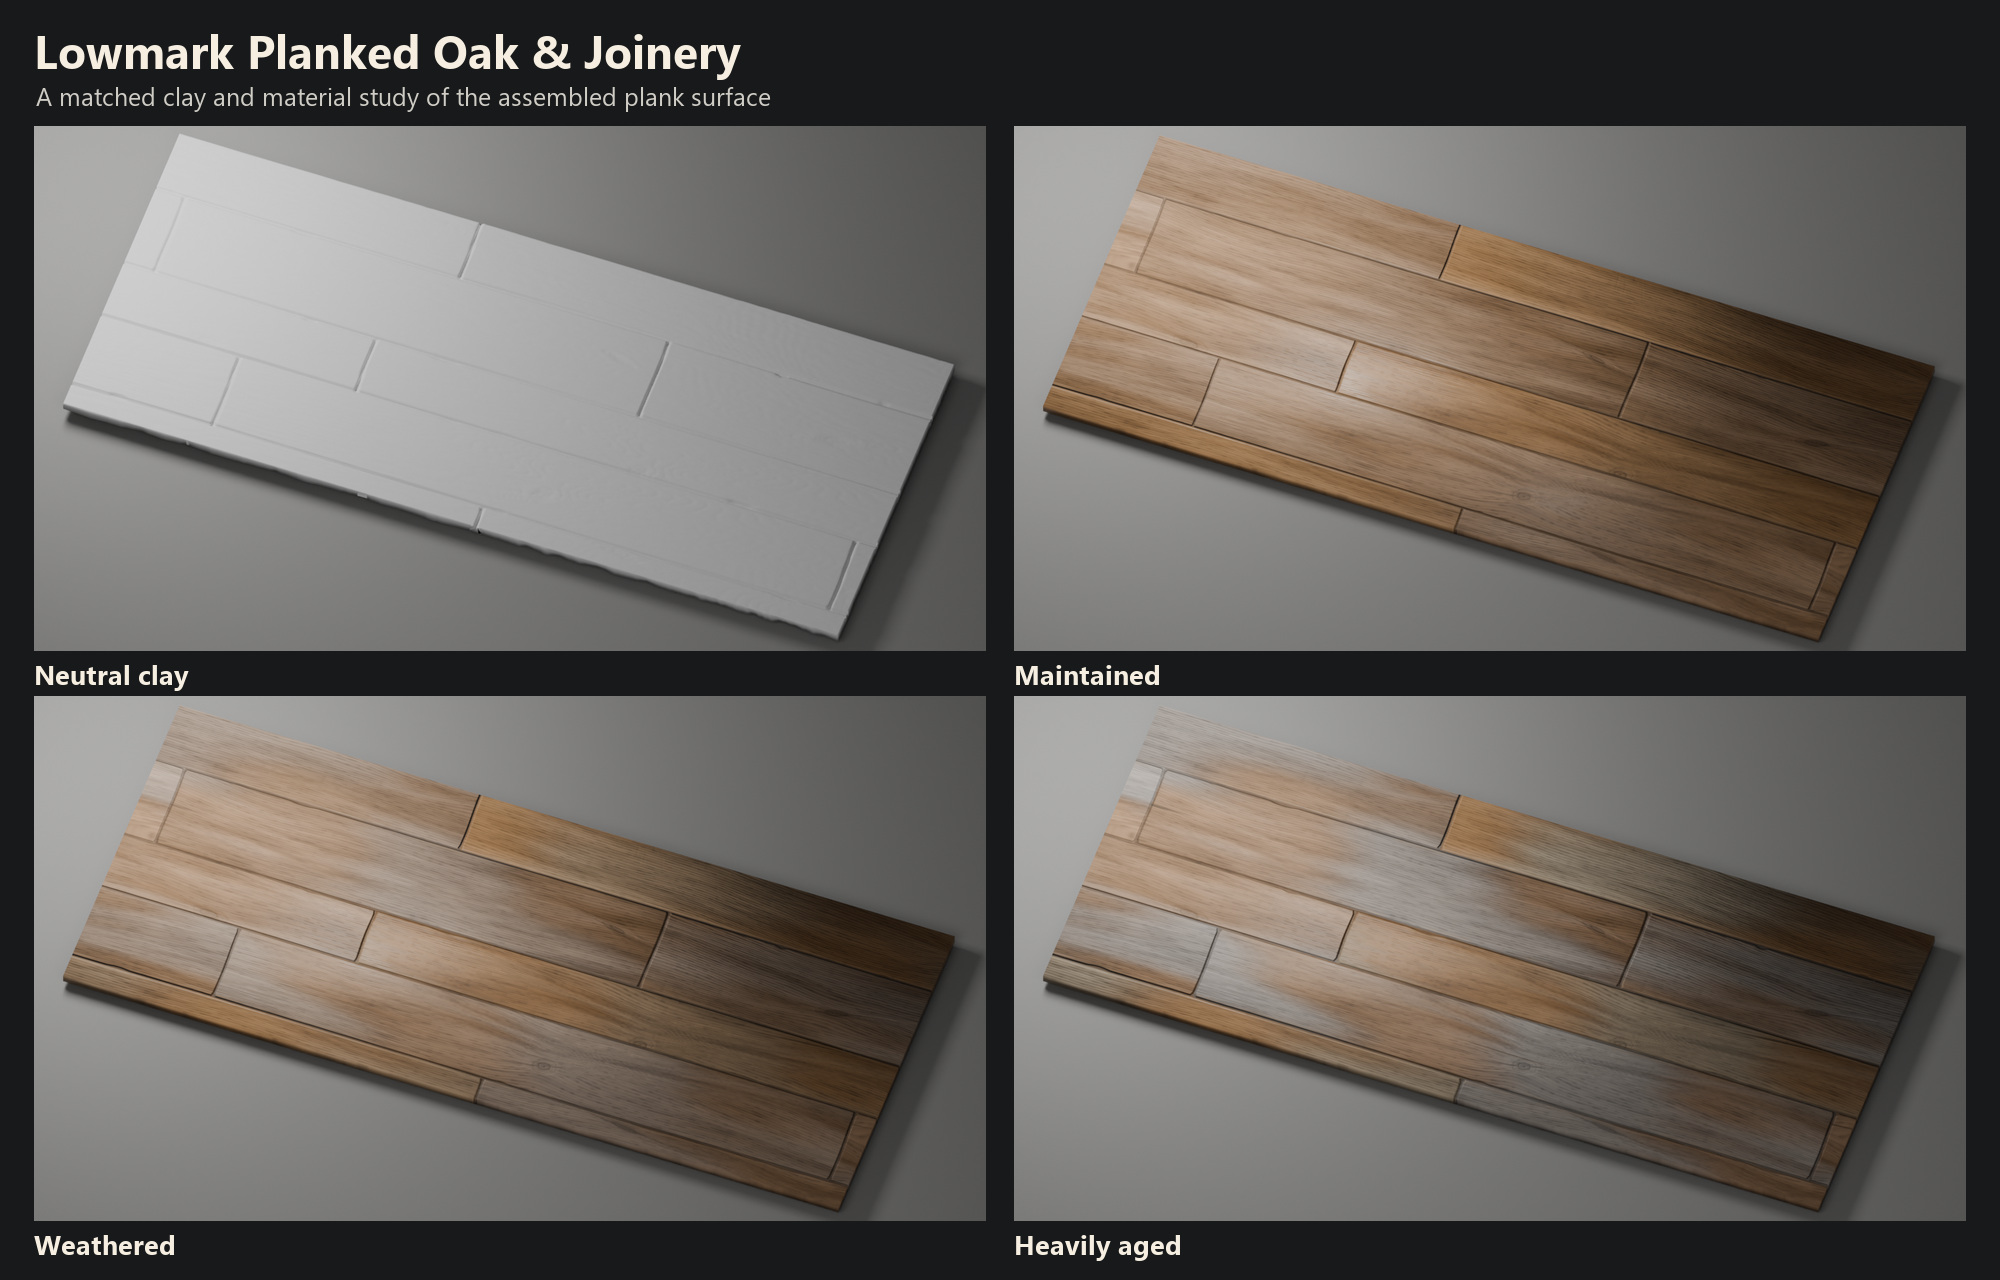 Lowmark Planked Oak & Joinery
A matched clay and material study of the assembled plank surface
Neutral clay
Maintained
Weathered
Heavily aged